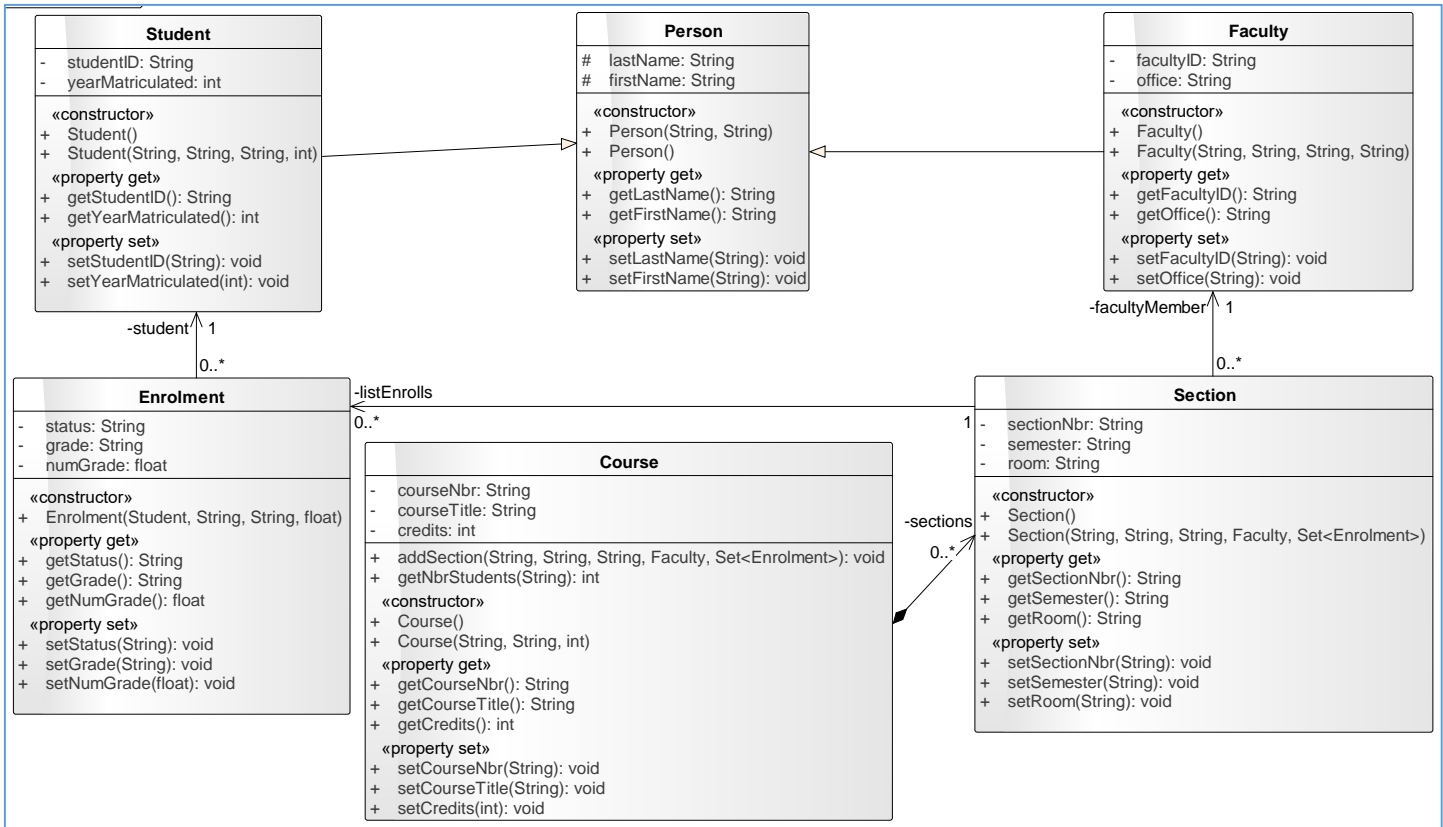 Student
- studentID: String
- yearMatriculated: int
«constructor»
+ Student()
+ Student(String, String, String, int)
«property get»
+ getStudentID(): String
+ getYearMatriculated(): int
«property set»
+ setStudentID(String): void
+ setYearMatriculated(int): void
Person
# lastName: String
# firstName: String
«constructor»
+ Person(String, String)
+ Person()
«property get»
+ getLastName(): String
+ getFirstName(): String
«property set»
+ setLastName(String): void
+ setFirstName(String): void
Faculty
- facultyID: String
- office: String
«constructor»
+ Faculty()
+ Faculty(String, String, String, String)
«property get»
+ getFacultyID(): String
+ getOffice(): String
«property set»
+ setFacultyID(String): void
+ setOffice(String): void
-student 1
0..*
-facultyMember 1
0..*
Enrolment
- status: String
- grade: String
- numGrade: float
«constructor»
+ Enrolment(Student, String, String, float)
«property get»
+ getStatus(): String
+ getGrade(): String
+ getNumGrade(): float
«property set»
+ setStatus(String): void
+ setGrade(String): void
+ setNumGrade(float): void
-listEnrolls
0..*
1
Course
- courseNbr: String
- courseTitle: String
- credits: int
+ addSection(String, String, String, Faculty, Set<Enrolment>): void
+ getNbrStudents(String): int
«constructor»
+ Course()
+ Course(String, String, int)
«property get»
+ getCourseNbr(): String
+ getCourseTitle(): String
+ getCredits(): int
«property set»
+ setCourseNbr(String): void
+ setCourseTitle(String): void
+ setCredits(int): void
-sections
0..*
Section
- sectionNbr: String
- semester: String
- room: String
«constructor»
+ Section()
+ Section(String, String, String, Faculty, Set<Enrolment>)
«property get»
+ getSectionNbr(): String
+ getSemester(): String
+ getRoom(): String
«property set»
+ setSectionNbr(String): void
+ setSemester(String): void
+ setRoom(String): void